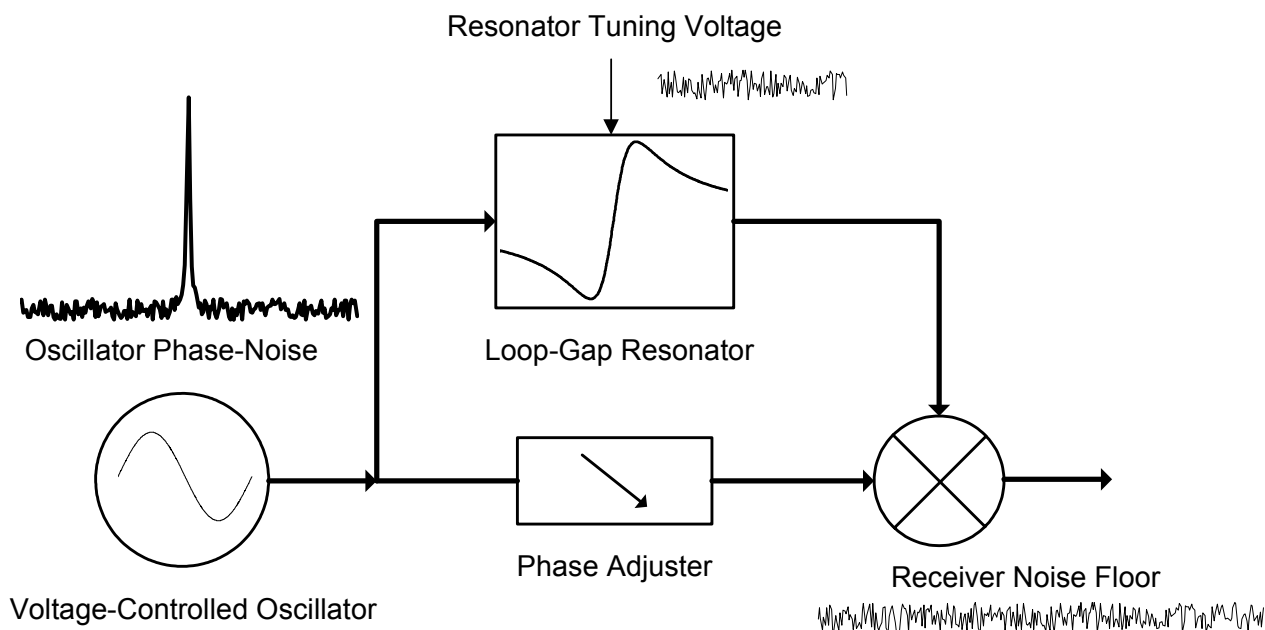 Resonator Tuning Voltage
Oscillator Phase-Noise
Loop-Gap Resonator
Phase Adjuster
Receiver Noise Floor
Voltage-Controlled Oscillator